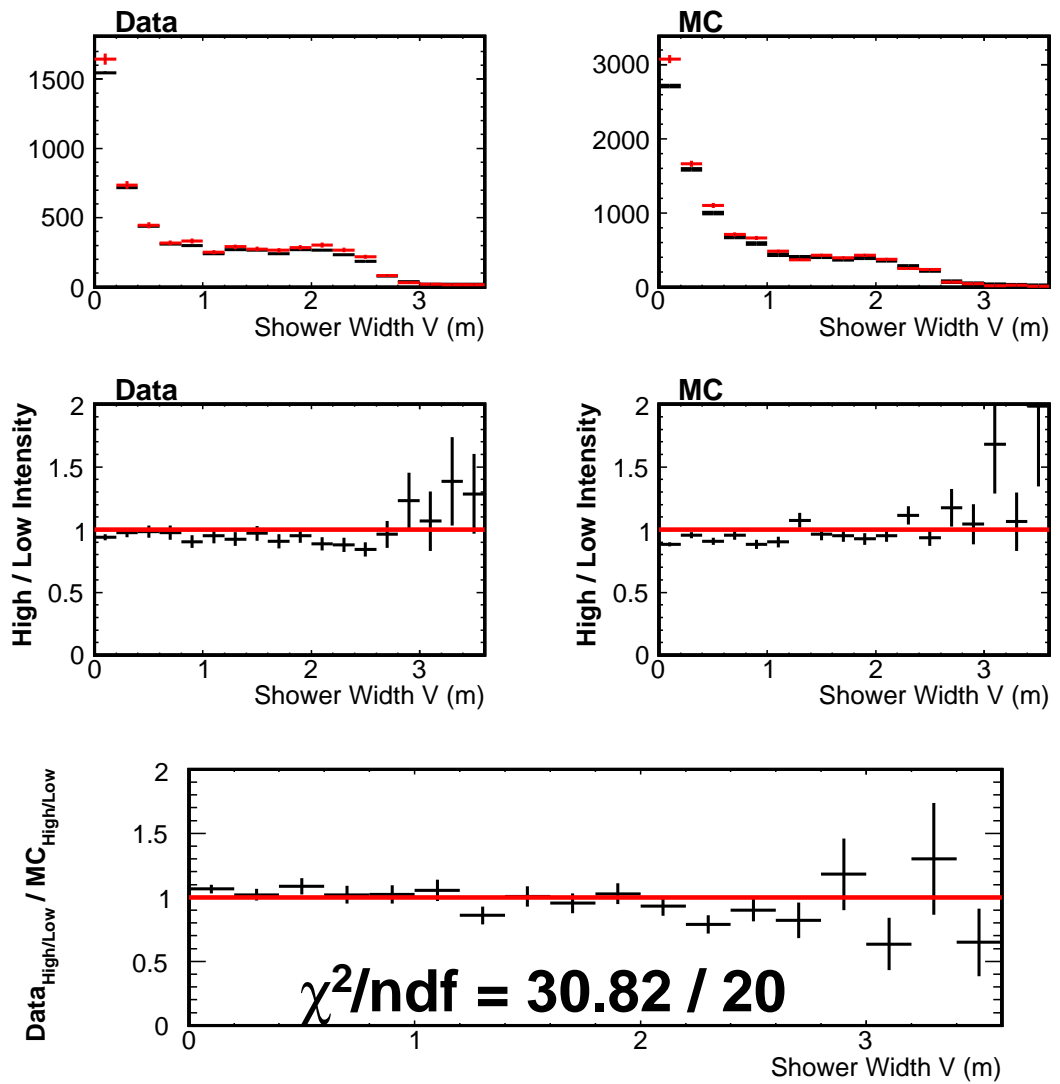 Data
1500
1000
500
0
0 1 2 3
Shower Width V (m)
MC
3000
2000
1000
0
0 1 2 3
Shower Width V (m)
Data
High / Low Intensity
2
1.5
1
0.5
0
0 1 2 3
Shower Width V (m)
MC
High / Low Intensity
2
1.5
1
0.5
0
0 1 2 3
Shower Width V (m)
Data_High/Low / MC_High/Low
2
1.5
1
0.5
0
χ²/ndf = 30.82 / 20
0 1 2 3
Shower Width V (m)